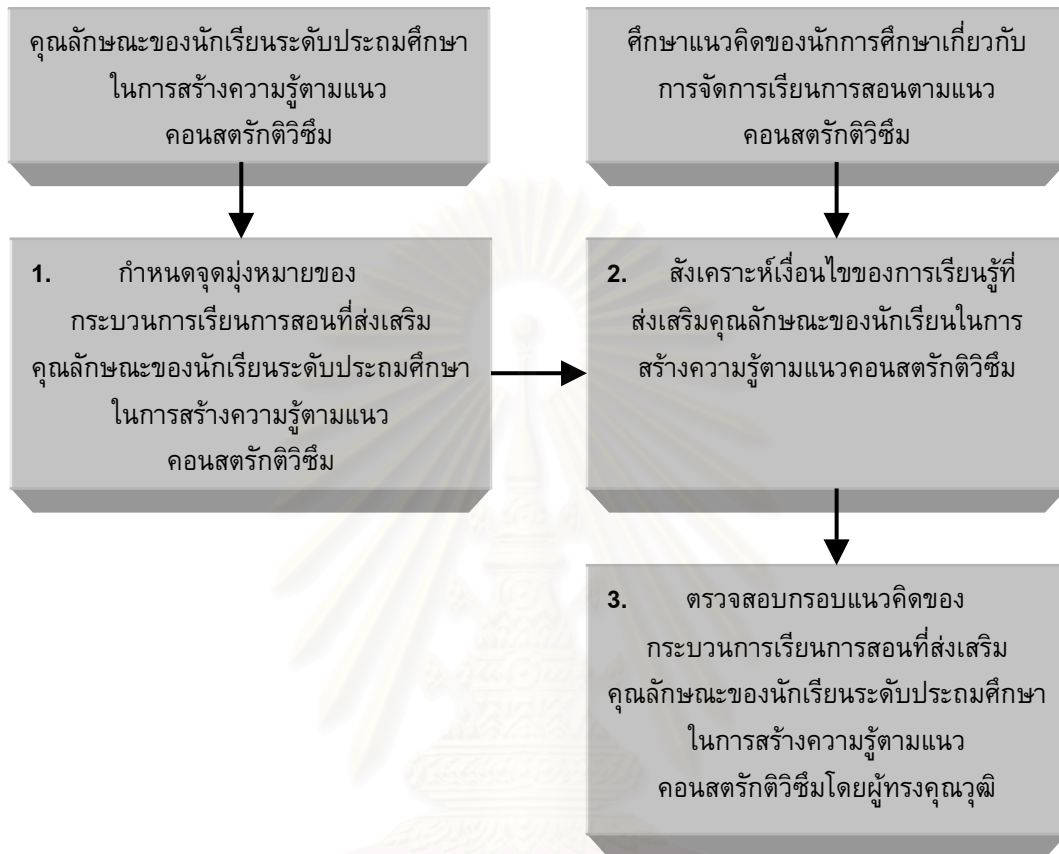 คุณลักษณะของนักเรียนระดับประถมศึกษา
ในการสร้างความรู้ตามแนว
คอนสตรักติวิซึม
ศึกษาแนวคิดของนักการศึกษาเกี่ยวกับ
การจัดการเรียนการสอนตามแนว
คอนสตรักติวิซึม
1. กำหนดจุดมุ่งหมายของ
กระบวนการเรียนการสอนที่ส่งเสริม
คุณลักษณะของนักเรียนระดับประถมศึกษา
ในการสร้างความรู้ตามแนว
คอนสตรักติวิซึม
2. สังเคราะห์เงื่อนไขของการเรียนรู้ที่
ส่งเสริมคุณลักษณะของนักเรียนในการ
สร้างความรู้ตามแนวคอนสตรักติวิซึม
3. ตรวจสอบกรอบแนวคิดของ
กระบวนการเรียนการสอนที่ส่งเสริม
คุณลักษณะของนักเรียนระดับประถมศึกษา
ในการสร้างความรู้ตามแนว
คอนสตรักติวิซึมโดยผู้ทรงคุณวุฒิ